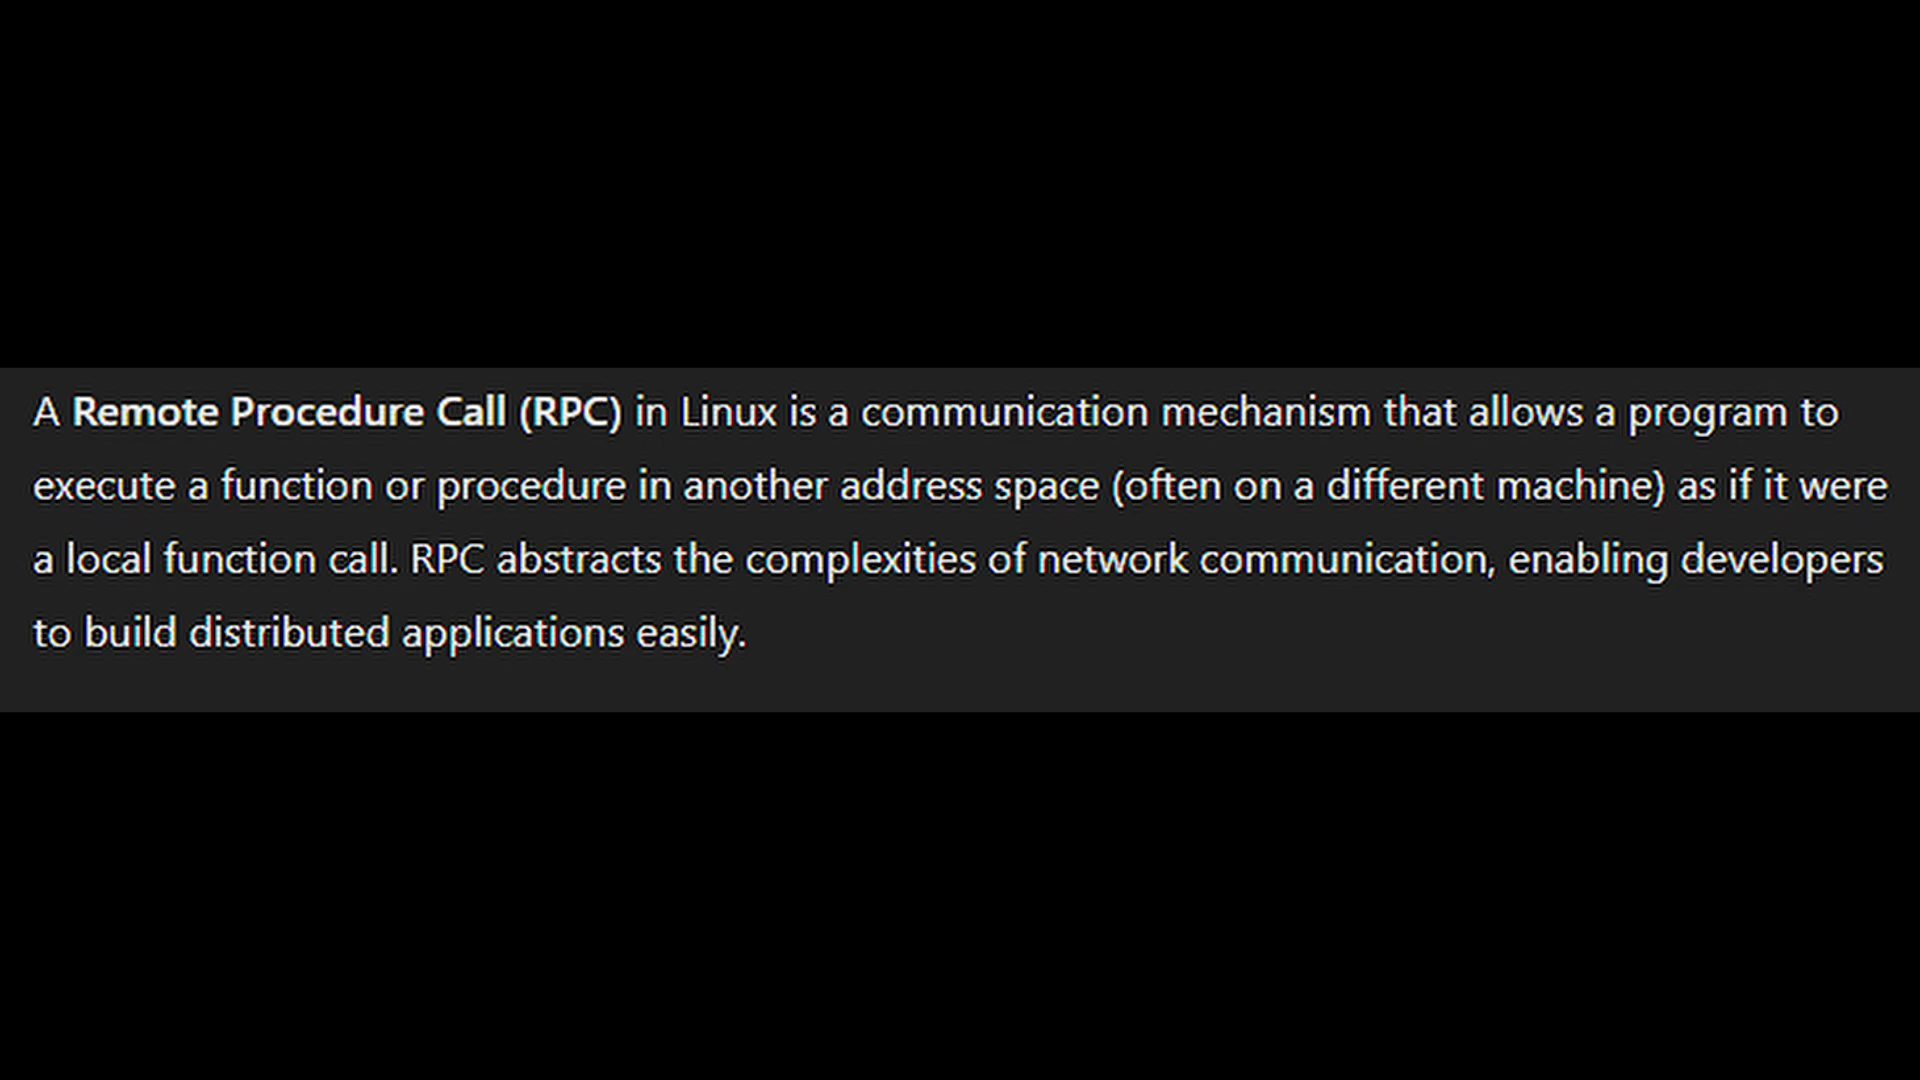 A Remote Procedure Call (RPC) in Linux is a communication mechanism that allows a program to
execute a function or procedure in another address space (often on a different machine) as if it were
a local function call. RPC abstracts the complexities of network communication, enabling developers
to build distributed applications easily.